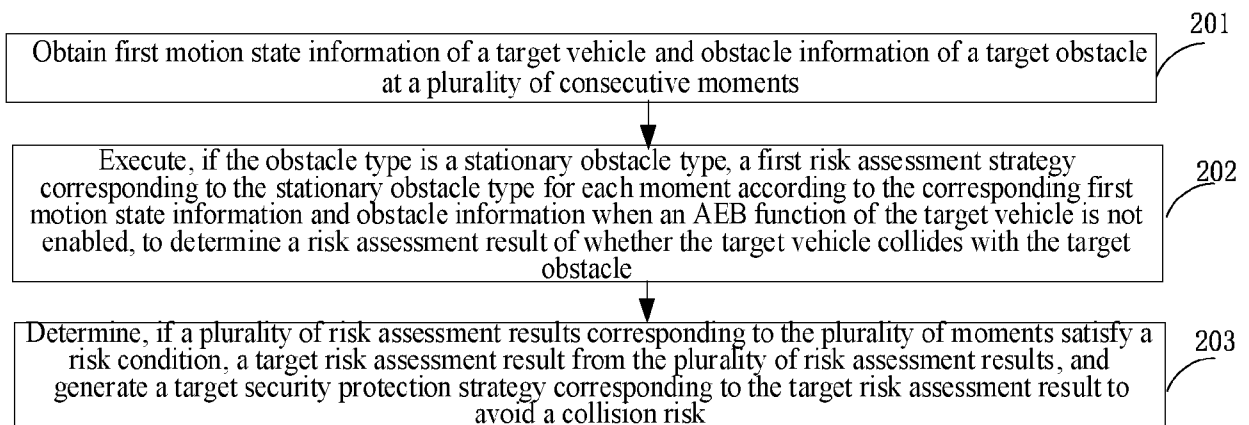 201
Obtain first motion state information of a target vehicle and obstacle information of a target obstacle
at a plurality of consecutive moments
Execute, if the obstacle type is a stationary obstacle type, a first risk assessment strategy
corresponding to the stationary obstacle type for each moment according to the corresponding first
motion state information and obstacle information when an AEB function of the target vehicle is not
enabled, to determine a risk assessment result of whether the target vehicle collides with the target
obstacle
202
Determine, if a plurality of risk assessment results corresponding to the plurality of moments satisfy a
risk condition, a target risk assessment result from the plurality of risk assessment results, and
generate a target security protection strategy corresponding to the target risk assessment result to
avoid a collision risk
203